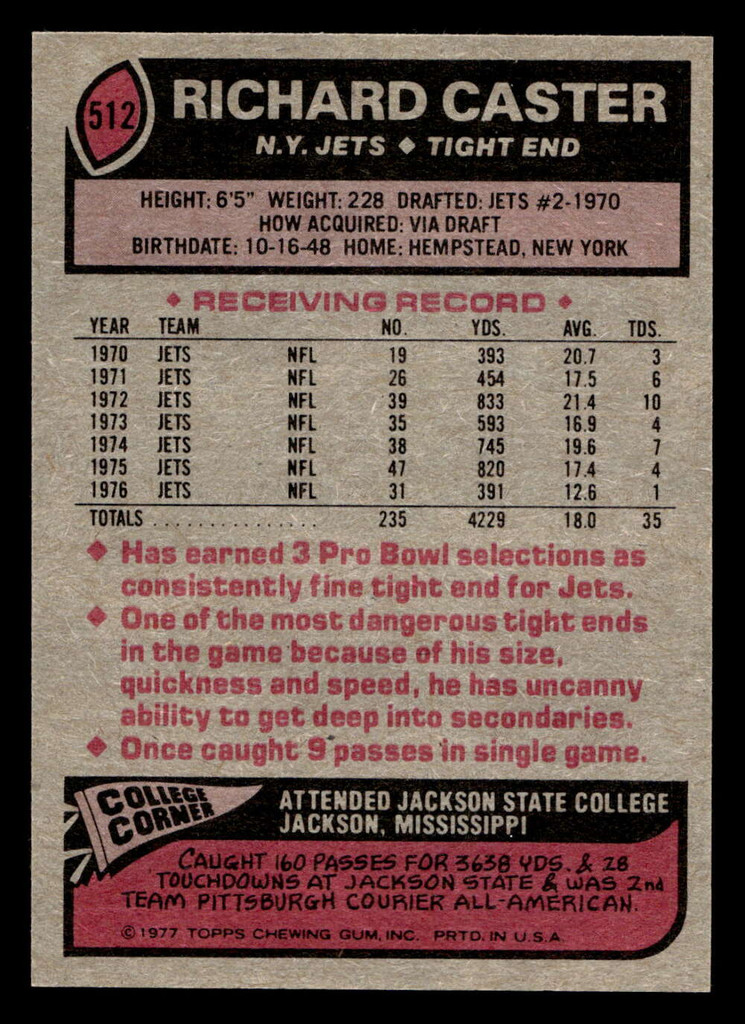 512
RICHARD CASTER
N.Y. JETS ◆ TIGHT END
HEIGHT: 6'5" WEIGHT: 228 DRAFTED: JETS #2-1970
HOW ACQUIRED: VIA DRAFT
BIRTHDATE: 10-16-48 HOME: HEMPSTEAD, NEW YORK
◆ RECEIVING RECORD ◆
YEAR TEAM NO. YDS. AVG. TDS.
1970 JETS NFL 19 393 20.7 3
1971 JETS NFL 26 454 17.5 6
1972 JETS NFL 39 833 21.4 10
1973 JETS NFL 35 593 16.9 4
1974 JETS NFL 38 745 19.6 7
1975 JETS NFL 47 820 17.4 4
1976 JETS NFL 31 391 12.6 1
TOTALS . . . . . . . . . . . . . . . . 235 4229 18.0 35
◆ Has earned 3 Pro Bowl selections as
consistently fine tight end for Jets.
◆ One of the most dangerous tight ends
in the game because of his size,
quickness and speed, he has uncanny
ability to get deep into secondaries.
◆ Once caught 9 passes in single game.
COLLEGE
CORNER
ATTENDED JACKSON STATE COLLEGE
JACKSON, MISSISSIPPI
CAUGHT 160 PASSES FOR 3638 YDS. & 28
TOUCHDOWNS AT JACKSON STATE & WAS 2nd
TEAM PITTSBURGH COURIER ALL-AMERICAN.
© 1977 TOPPS CHEWING GUM, INC. PRTD. IN U.S.A.